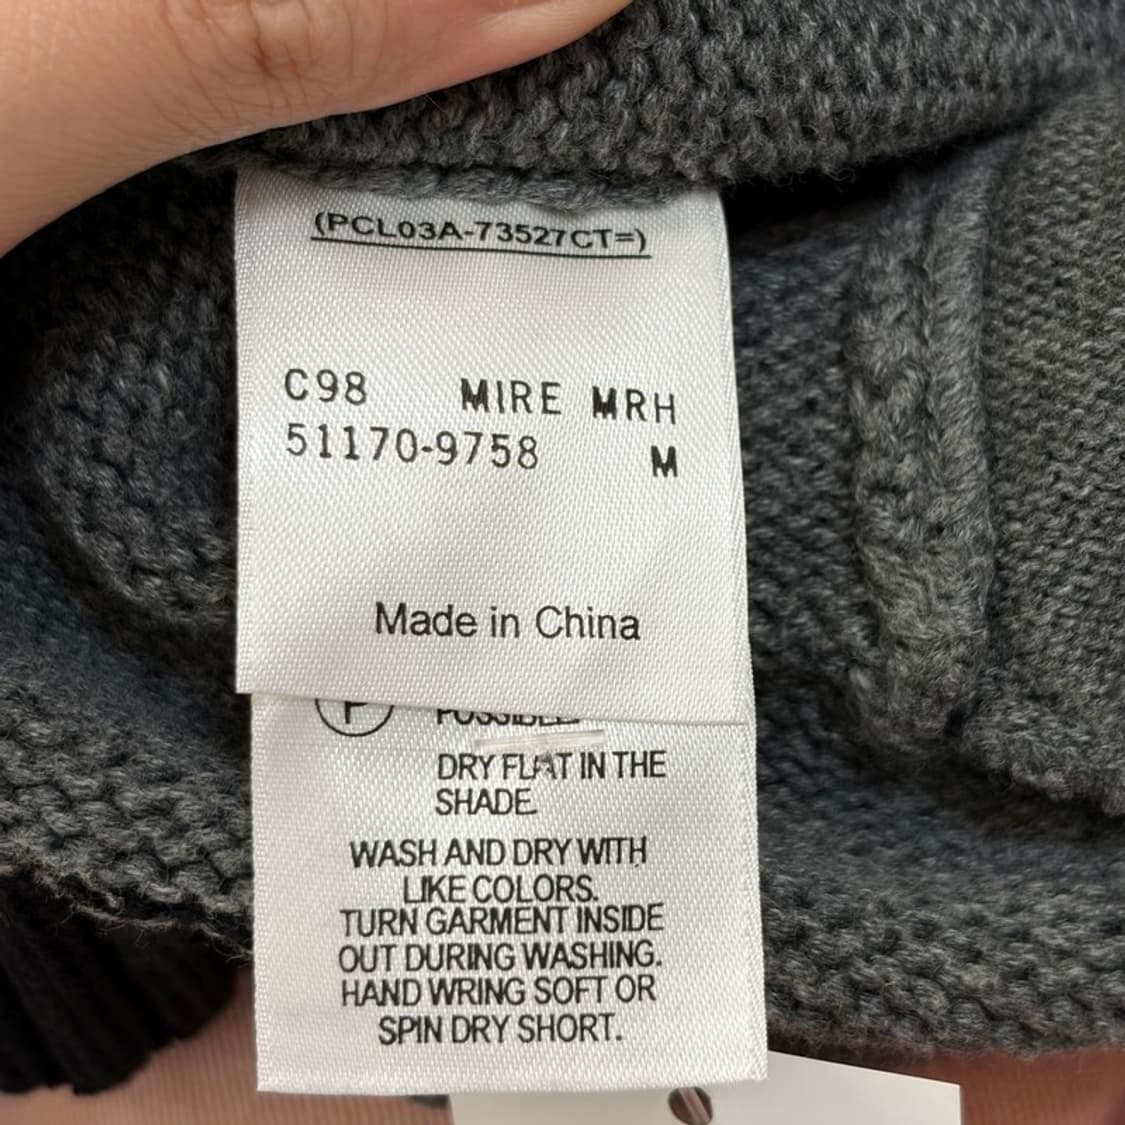 (PCL03A-73527CT=)
C98 MIRE MRH
51170-9758 M
Made in China
P POSSIBLE
DRY FLAT IN THE
SHADE.
WASH AND DRY WITH
LIKE COLORS.
TURN GARMENT INSIDE
OUT DURING WASHING.
HAND WRING SOFT OR
SPIN DRY SHORT.